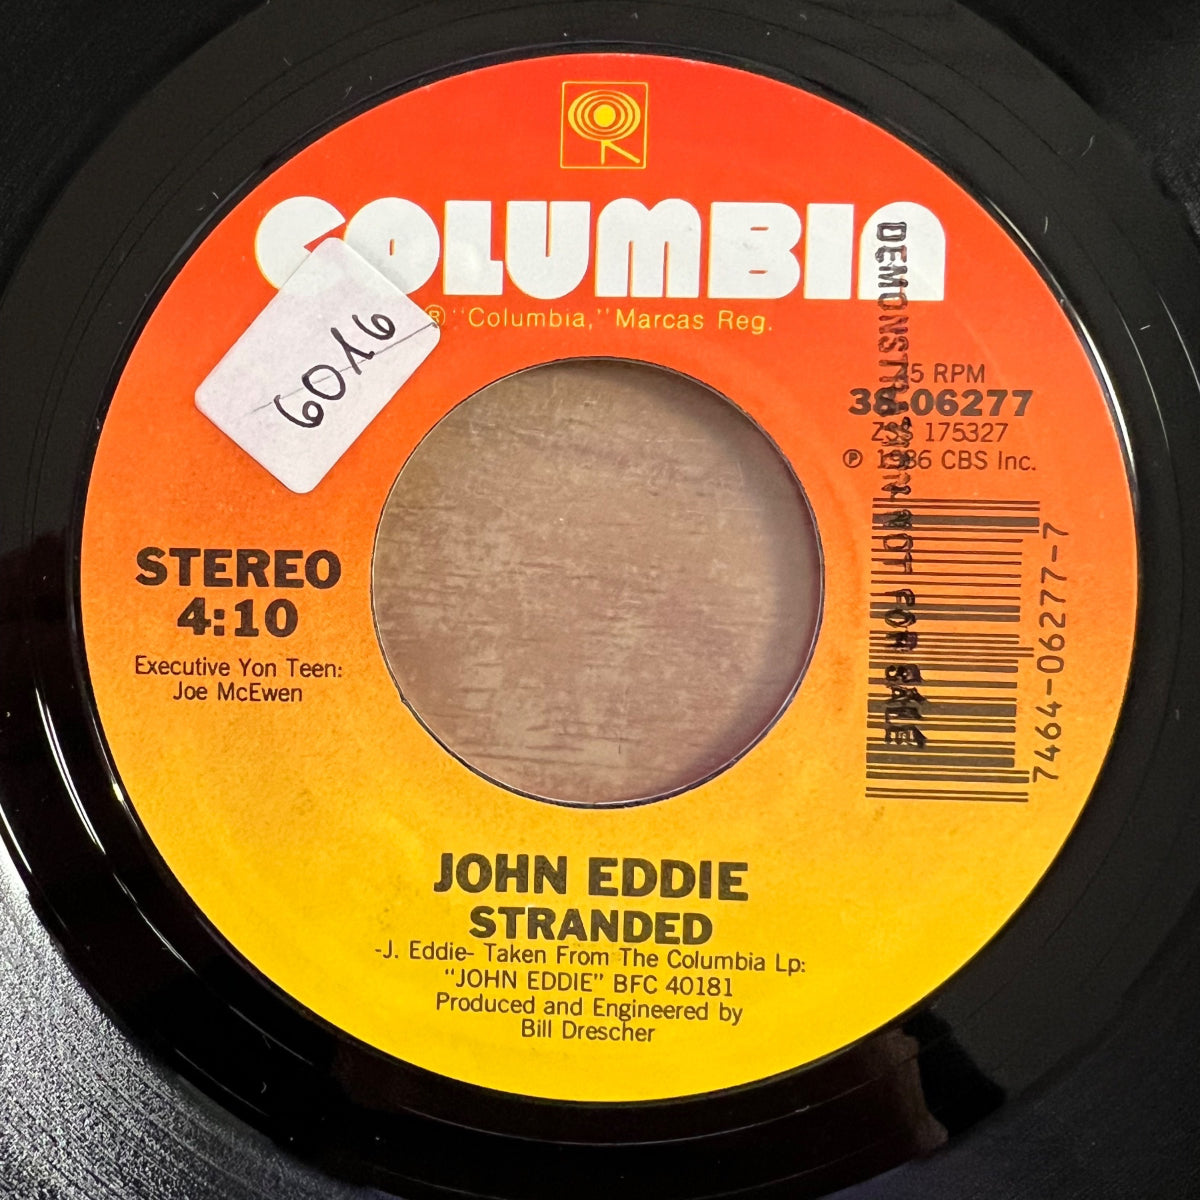 COLUMBIA
® "Columbia," Marcas Reg.
6016
DEMONSTRATION NOT FOR SALE
45 RPM
38-06277
ZSS 175327
℗ 1986 CBS Inc.
7464-06277-7
STEREO
4:10
Executive Yon Teen:
Joe McEwen
JOHN EDDIE
STRANDED
-J. Eddie- Taken From The Columbia Lp:
"JOHN EDDIE" BFC 40181
Produced and Engineered by
Bill Drescher